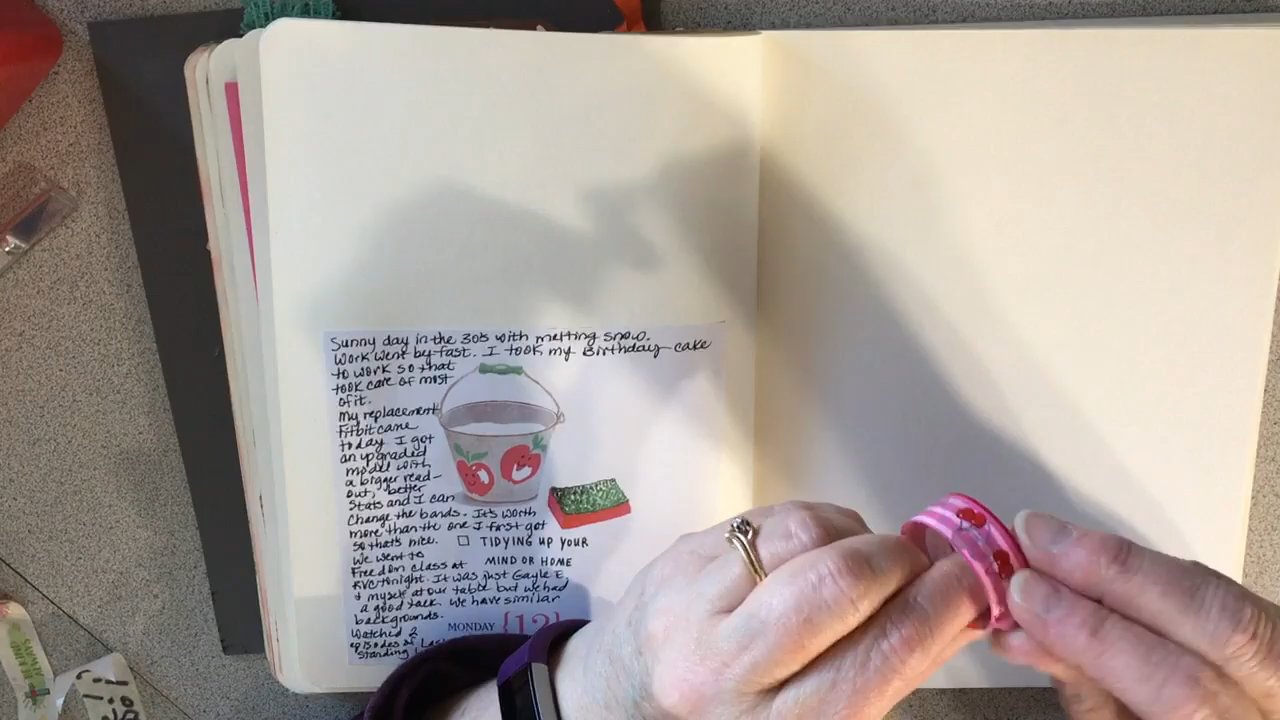 Sunny day in the 30's with melting snow.
Work went by fast. I took my Birthday cake
to work so that
took care of most
of it.
My replacement
Fitbit came
today. I got
an upgraded
model with
a bigger read-
out, better
stats and I can
change the bands. It's worth
more than the one I first got
so that's nice.
☐ TIDYING UP YOUR
MIND OR HOME
We went to
Freedom class at
RVC tonight. It was just Gayle E,
+ myself at our table but we had
a good talk. We have similar
backgrounds.
MONDAY {12}
Watched 2
episodes of Last
Standing